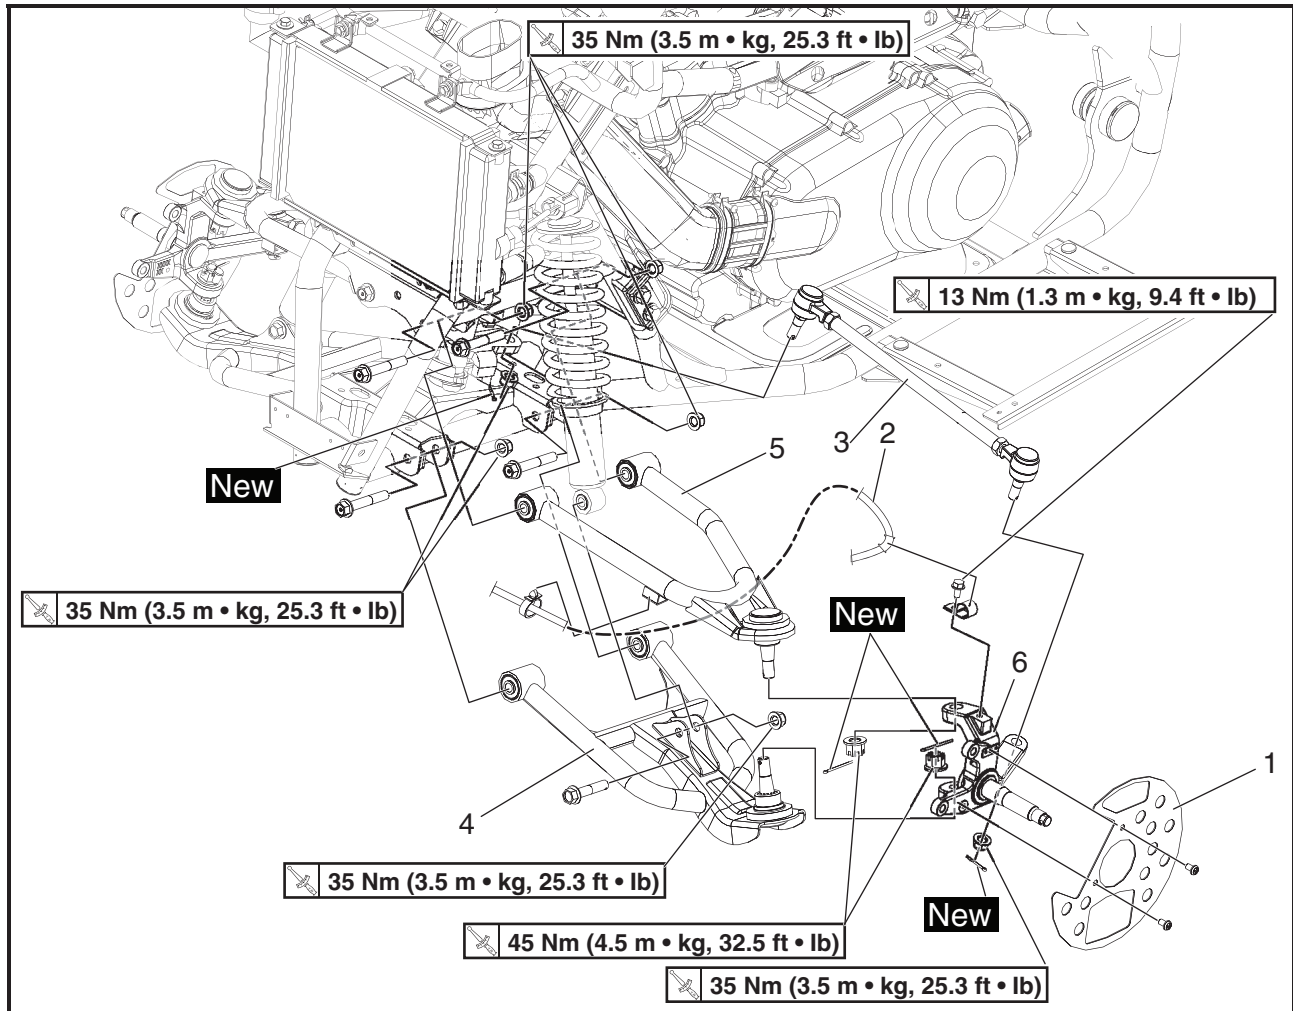 35 Nm (3.5 m • kg, 25.3 ft • lb)
13 Nm (1.3 m • kg, 9.4 ft • lb)
2
3
5
New
35 Nm (3.5 m • kg, 25.3 ft • lb)
New
6
1
4
35 Nm (3.5 m • kg, 25.3 ft • lb)
New
45 Nm (4.5 m • kg, 32.5 ft • lb)
35 Nm (3.5 m • kg, 25.3 ft • lb)